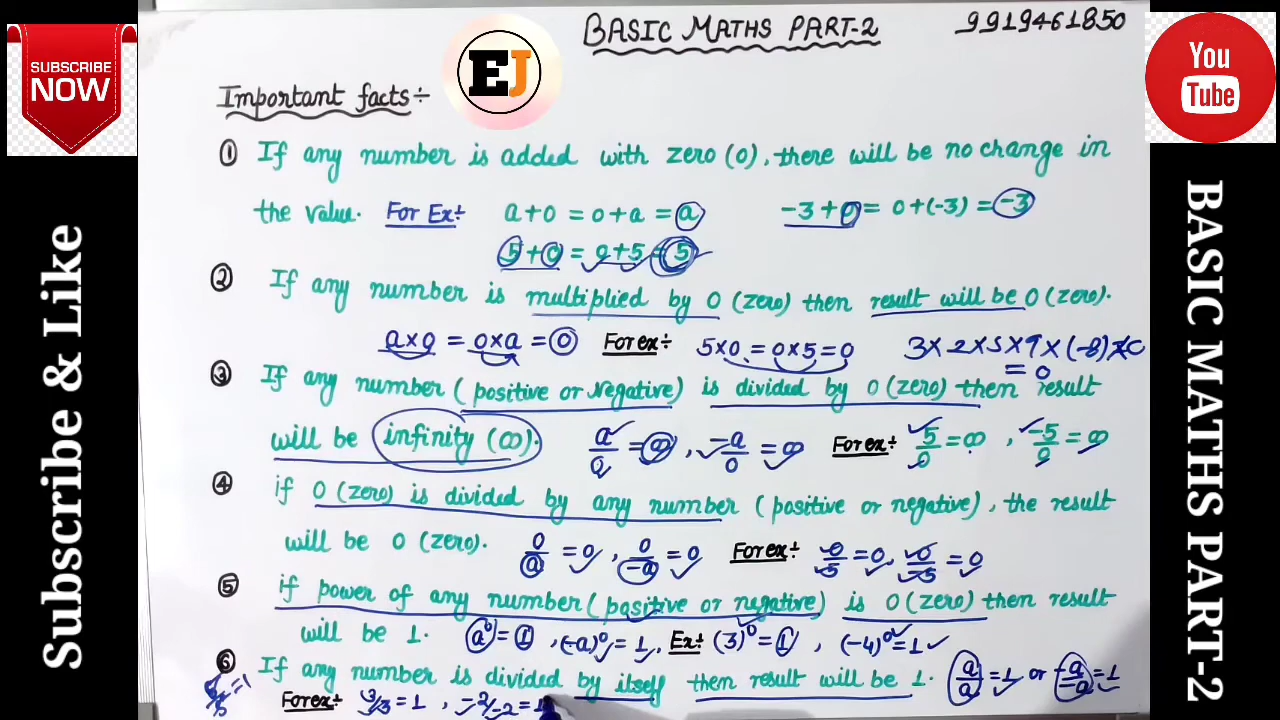 BASIC MATHS PART-2
9919461850
SUBSCRIBE
NOW
EJ
You
Tube
Subscribe & Like
BASIC MATHS PART-2
Important facts÷
① If any number is added with zero (0), there will be no change in
the value. For Ex÷ a+0 = 0+a = a -3+0 = 0+(-3) = -3
5+0 = 0+5 = 5
② If any number is multiplied by 0 (zero) then result will be 0 (zero).
a×0 = 0×a = 0 For ex÷ 5×0 = 0×5 = 0 3×2×5×9×(-8)×0
= 0
③ If any number (positive or Negative) is divided by 0 (zero) then result
will be infinity (∞). a/0 = ∞, -a/0 = ∞ For ex÷ 5/0 = ∞, -5/0 = ∞
④ if 0 (zero) is divided by any number (positive or negative), the result
will be 0 (zero). 0/a = 0, 0/-a = 0 For ex÷ 0/5 = 0, 0/-5 = 0
⑤ if power of any number (positive or negative) is 0 (zero) then result
will be 1. a⁰ = 1, (-a)⁰ = 1, Ex÷ (3)⁰ = 1, (-4)⁰ = 1
⑥ If any number is divided by itself then result will be 1. a/a = 1 or -a/-a = 1
For ex÷ 3/3 = 1, -2/-2 = 1